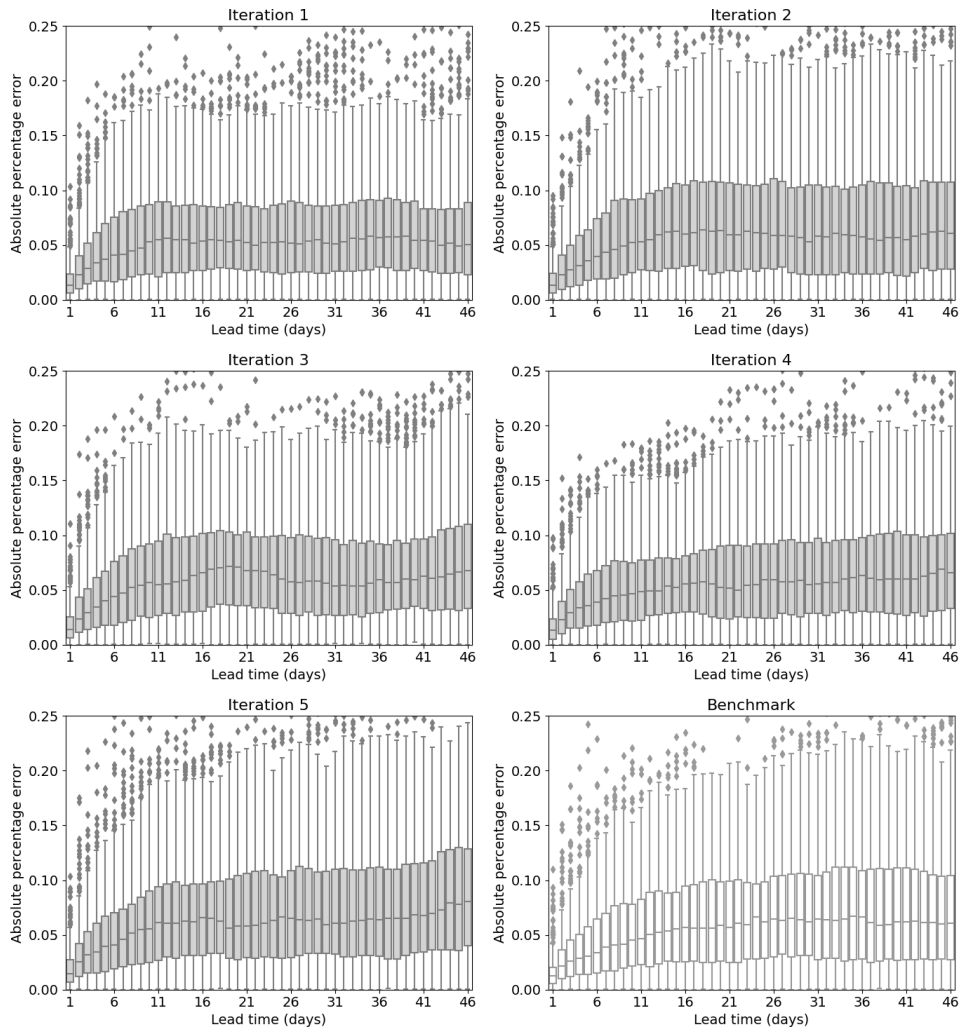 Iteration 1
Absolute percentage error
0.25
0.20
0.15
0.10
0.05
0.00
1 6 11 16 21 26 31 36 41 46
Lead time (days)
Iteration 2
Absolute percentage error
0.25
0.20
0.15
0.10
0.05
0.00
1 6 11 16 21 26 31 36 41 46
Lead time (days)
Iteration 3
Absolute percentage error
0.25
0.20
0.15
0.10
0.05
0.00
1 6 11 16 21 26 31 36 41 46
Lead time (days)
Iteration 4
Absolute percentage error
0.25
0.20
0.15
0.10
0.05
0.00
1 6 11 16 21 26 31 36 41 46
Lead time (days)
Iteration 5
Absolute percentage error
0.25
0.20
0.15
0.10
0.05
0.00
1 6 11 16 21 26 31 36 41 46
Lead time (days)
Benchmark
Absolute percentage error
0.25
0.20
0.15
0.10
0.05
0.00
1 6 11 16 21 26 31 36 41 46
Lead time (days)